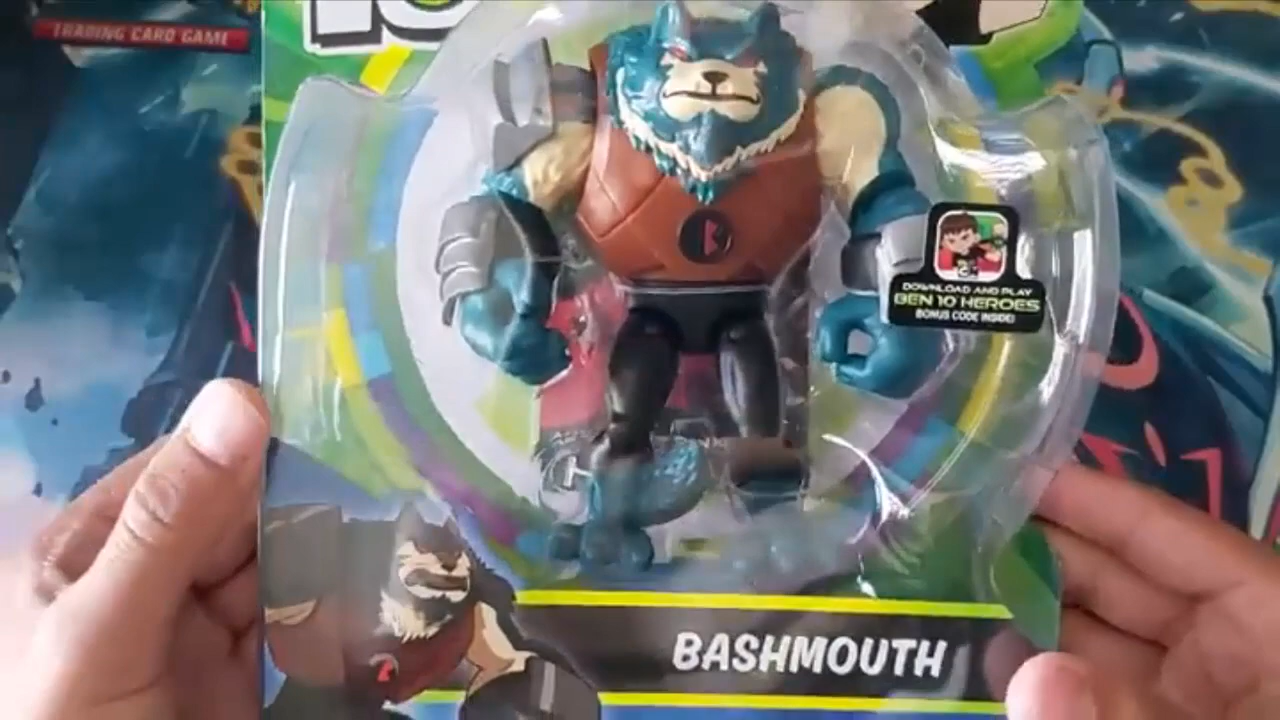 TRADING CARD GAME
10
DOWNLOAD AND PLAY
BEN 10 HEROES
BONUS CODE INSIDE!
BASHMOUTH